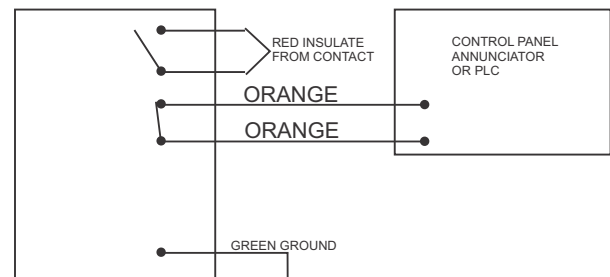 RED INSULATE
FROM CONTACT
CONTROL PANEL
ANNUNCIATOR
OR PLC
ORANGE
ORANGE
GREEN GROUND